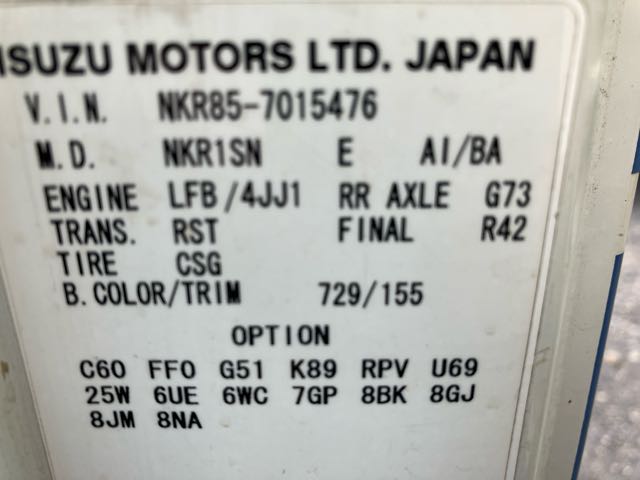 ISUZU MOTORS LTD. JAPAN
V.I.N. NKR85-7015476
M.D. NKR1SN E AI/BA
ENGINE LFB/4JJ1 RR AXLE G73
TRANS. RST FINAL R42
TIRE CSG
B.COLOR/TRIM 729/155
OPTION
C60 FF0 G51 K89 RPV U69
25W 6UE 6WC 7GP 8BK 8GJ
8JM 8NA